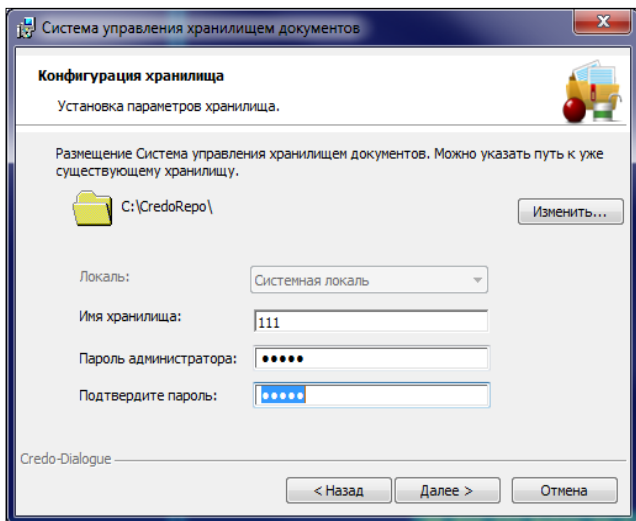 Система управления хранилищем документов
Конфигурация хранилища
Установка параметров хранилища.
Размещение Система управления хранилищем документов. Можно указать путь к уже
существующему хранилищу.
C:\CredoRepo\
Изменить...
Локаль:
Системная локаль
Имя хранилища:
111
Пароль администратора:
•••••
Подтвердите пароль:
•••••
Credo-Dialogue
< Назад
Далее >
Отмена